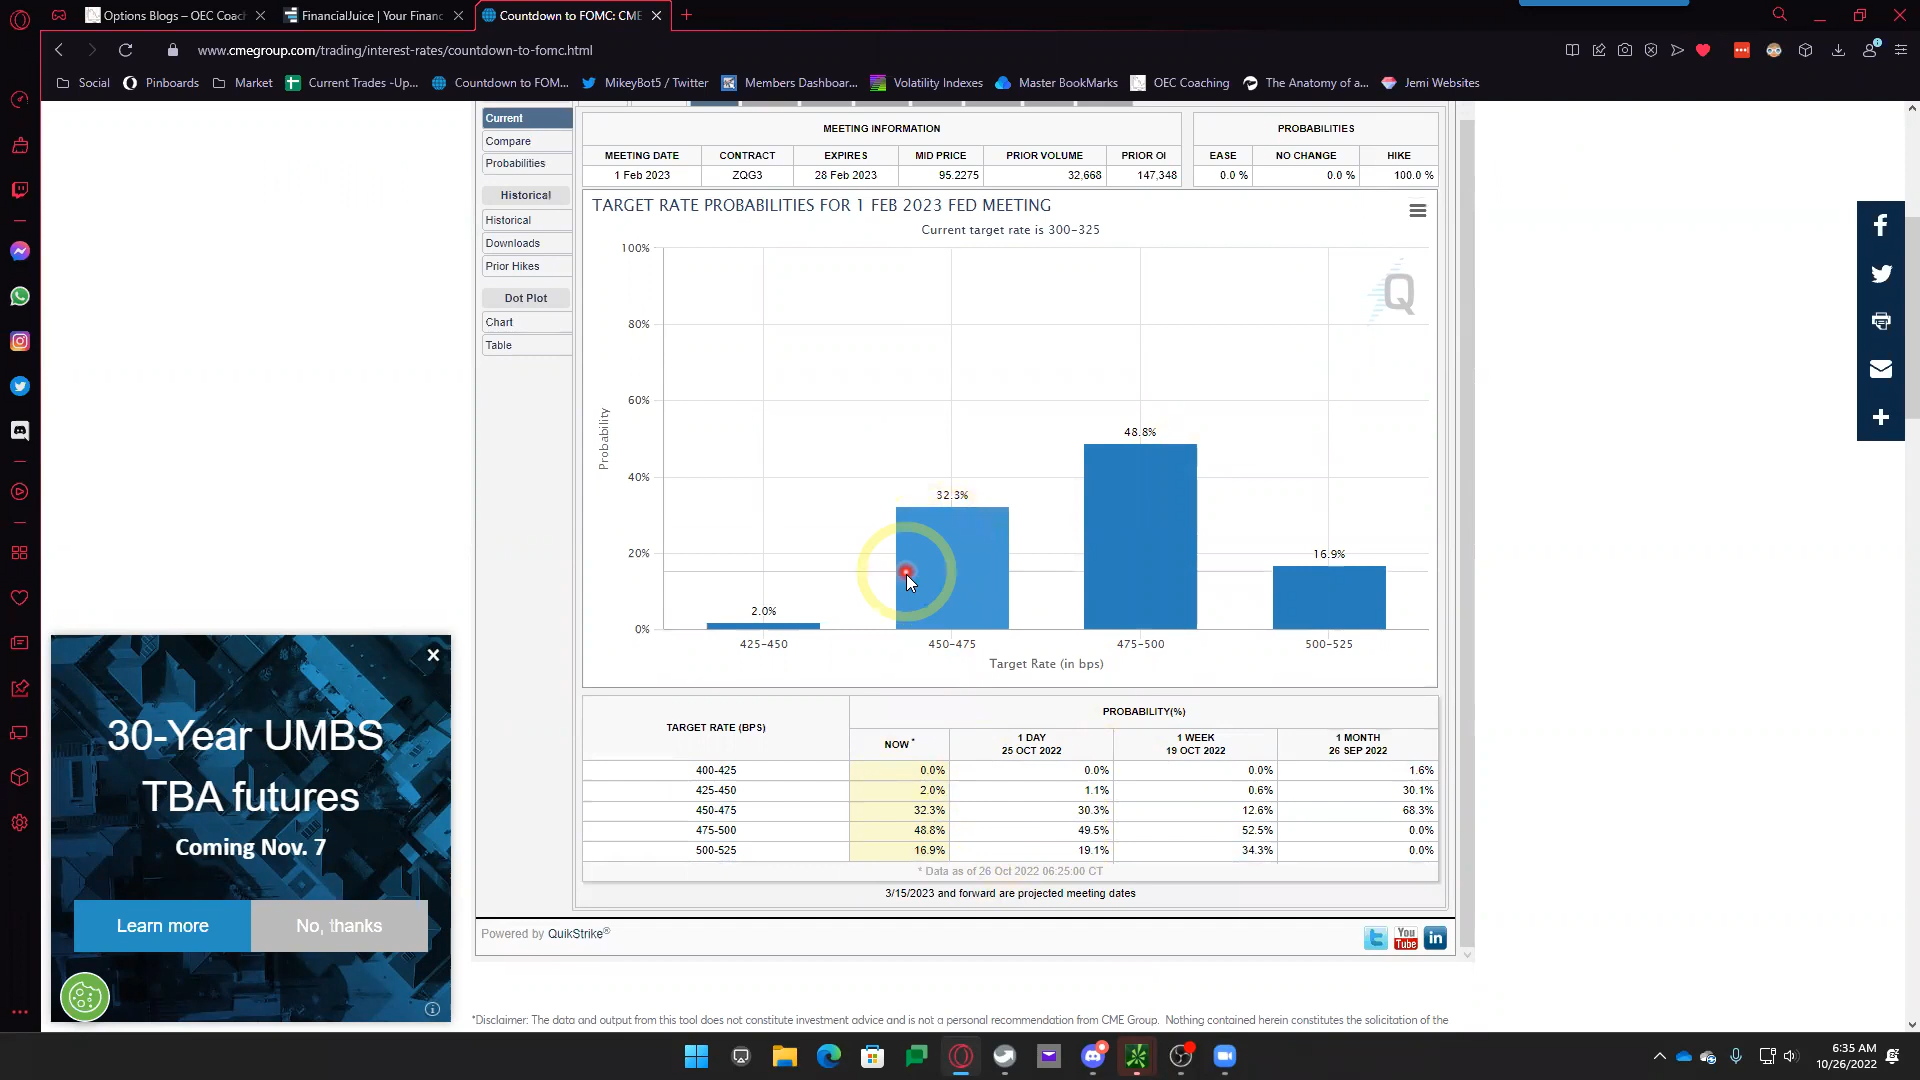 Options Blogs – OEC Coac
FinancialJuice | Your Financ
Countdown to FOMC: CME
www.cmegroup.com/trading/interest-rates/countdown-to-fomc.html
Social
Pinboards
Market
Current Trades -Up...
Countdown to FOM...
MikeyBot5 / Twitter
Members Dashboar...
Volatility Indexes
Master BookMarks
OEC Coaching
The Anatomy of a...
Jemi Websites
Current
Compare
Probabilities
Historical
Historical
Downloads
Prior Hikes
Dot Plot
Chart
Table
MEETING INFORMATION
MEETING DATE CONTRACT EXPIRES MID PRICE PRIOR VOLUME PRIOR OI
1 Feb 2023 ZQG3 28 Feb 2023 95.2275 32,668 147,348
PROBABILITIES
EASE NO CHANGE HIKE
0.0 % 0.0 % 100.0 %
TARGET RATE PROBABILITIES FOR 1 FEB 2023 FED MEETING
Current target rate is 300-325
Q
Probability
100%
80%
60%
40%
20%
0%
2.0%
32.3%
48.8%
16.9%
425-450 450-475 475-500 500-525
Target Rate (in bps)
TARGET RATE (BPS) PROBABILITY(%)
NOW * 1 DAY 1 WEEK 1 MONTH
25 OCT 2022 19 OCT 2022 26 SEP 2022
400-425 0.0% 0.0% 0.0% 1.6%
425-450 2.0% 1.1% 0.6% 30.1%
450-475 32.3% 30.3% 12.6% 68.3%
475-500 48.8% 49.5% 52.5% 0.0%
500-525 16.9% 19.1% 34.3% 0.0%
* Data as of 26 Oct 2022 06:25:00 CT
3/15/2023 and forward are projected meeting dates
Powered by QuikStrike®
You
Tube
in
30-Year UMBS
TBA futures
Coming Nov. 7
Learn more
No, thanks
*Disclaimer: The data and output from this tool does not constitute investment advice and is not a personal recommendation from CME Group. Nothing contained herein constitutes the solicitation of the
6:35 AM
10/26/2022